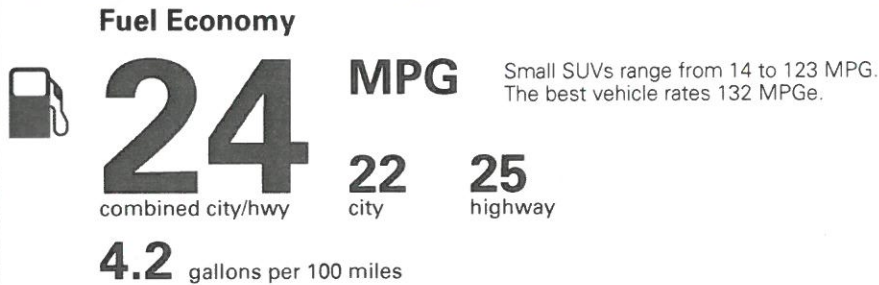 Fuel Economy
24 MPG
Small SUVs range from 14 to 123 MPG.
The best vehicle rates 132 MPGe.
combined city/hwy
22 city
25 highway
4.2 gallons per 100 miles